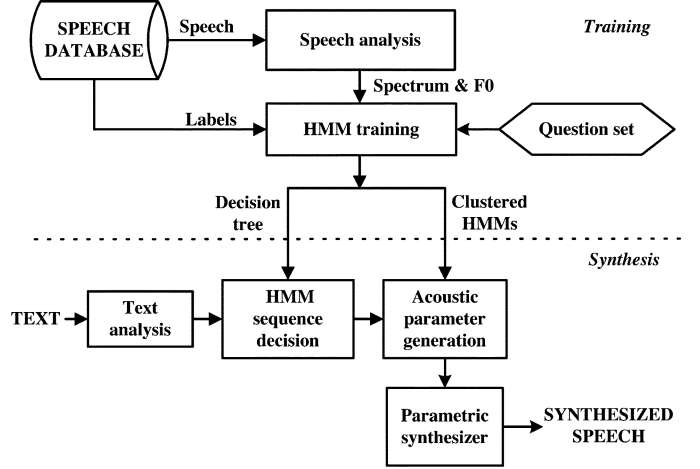 SPEECH
DATABASE
Speech
Speech analysis
Training
Spectrum & F0
Labels
HMM training
Question set
Decision
tree
Clustered
HMMs
Synthesis
TEXT
Text
analysis
HMM
sequence
decision
Acoustic
parameter
generation
Parametric
synthesizer
SYNTHESIZED
SPEECH